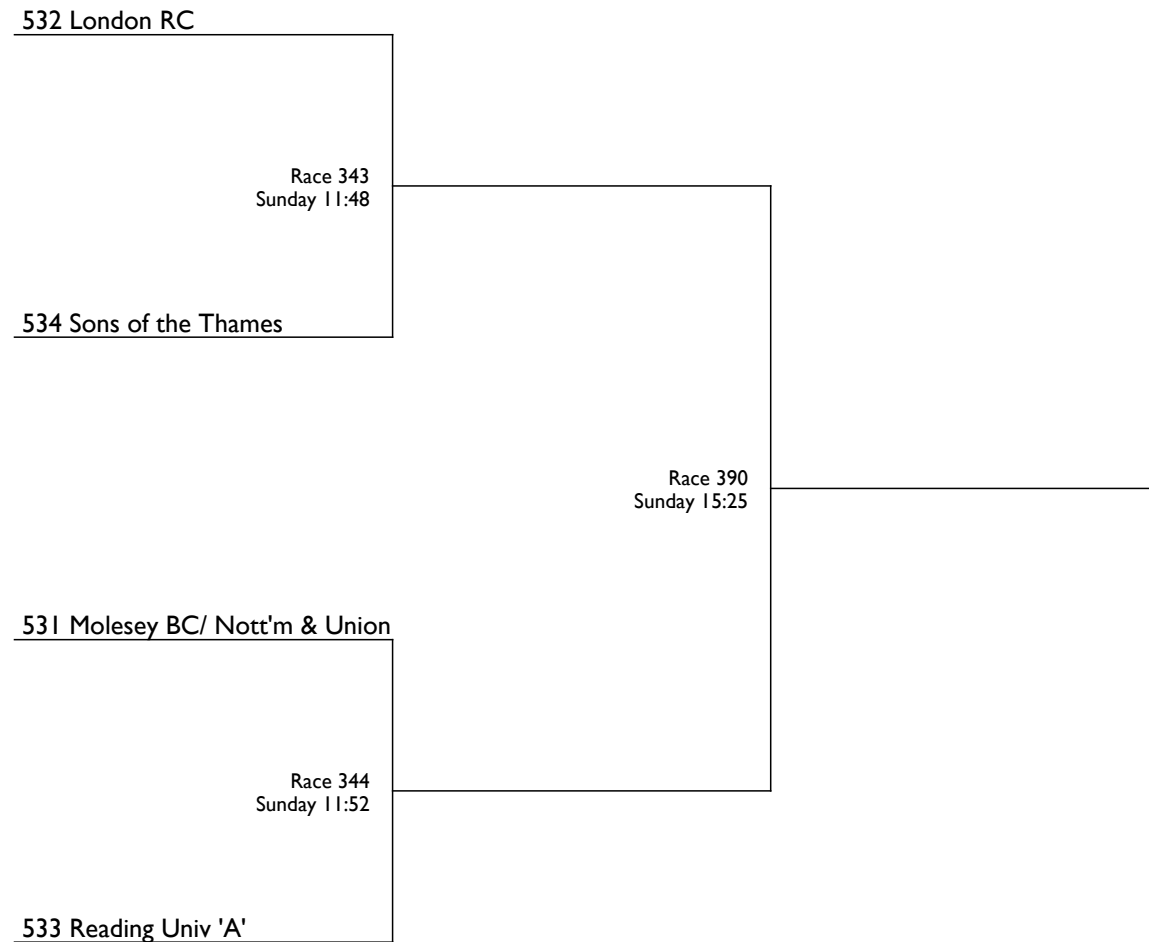 532 London RC
Race 343
Sunday 11:48
534 Sons of the Thames
Race 390
Sunday 15:25
531 Molesey BC/ Nott'm & Union
Race 344
Sunday 11:52
533 Reading Univ 'A'